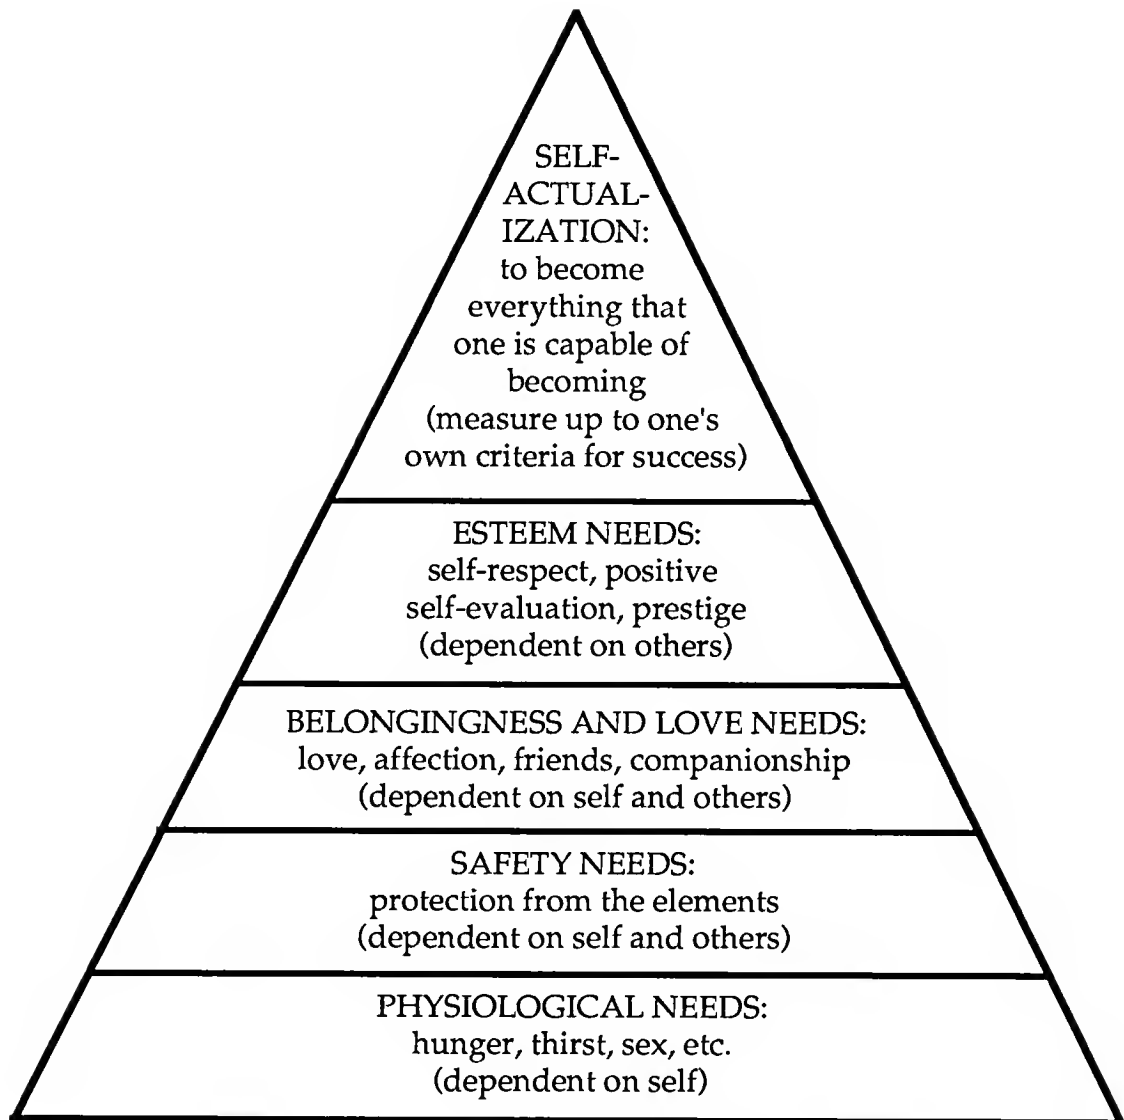 SELF-
ACTUAL-
IZATION:
to become
everything that
one is capable of
becoming
(measure up to one's
own criteria for success)
ESTEEM NEEDS:
self-respect, positive
self-evaluation, prestige
(dependent on others)
BELONGINGNESS AND LOVE NEEDS:
love, affection, friends, companionship
(dependent on self and others)
SAFETY NEEDS:
protection from the elements
(dependent on self and others)
PHYSIOLOGICAL NEEDS:
hunger, thirst, sex, etc.
(dependent on self)